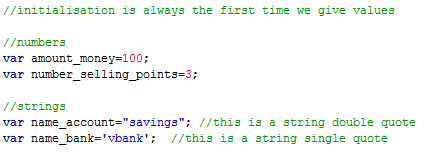 //initialisation is always the first time we give values
//numbers
var amount_money=100;
var number_selling_points=3;
//strings
var name_account="savings"; //this is a string double quote
var name_bank='vbank';  //this is a string single quote